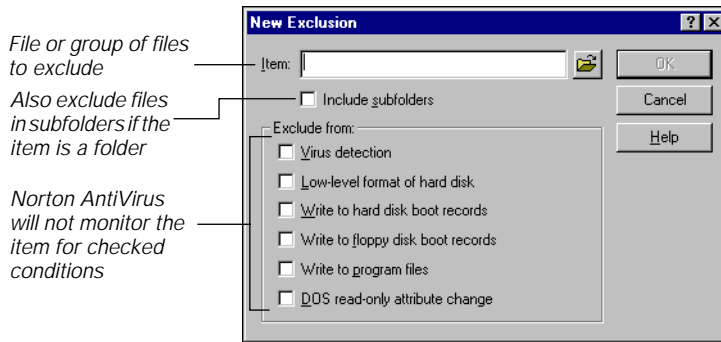 New Exclusion
File or group of files
to exclude
Item:
OK
Also exclude files
in subfolders if the
item is a folder
Include subfolders
Cancel
Help
Exclude from:
Norton AntiVirus
will not monitor the
item for checked
conditions
Virus detection
Low-level format of hard disk
Write to hard disk boot records
Write to floppy disk boot records
Write to program files
DOS read-only attribute change